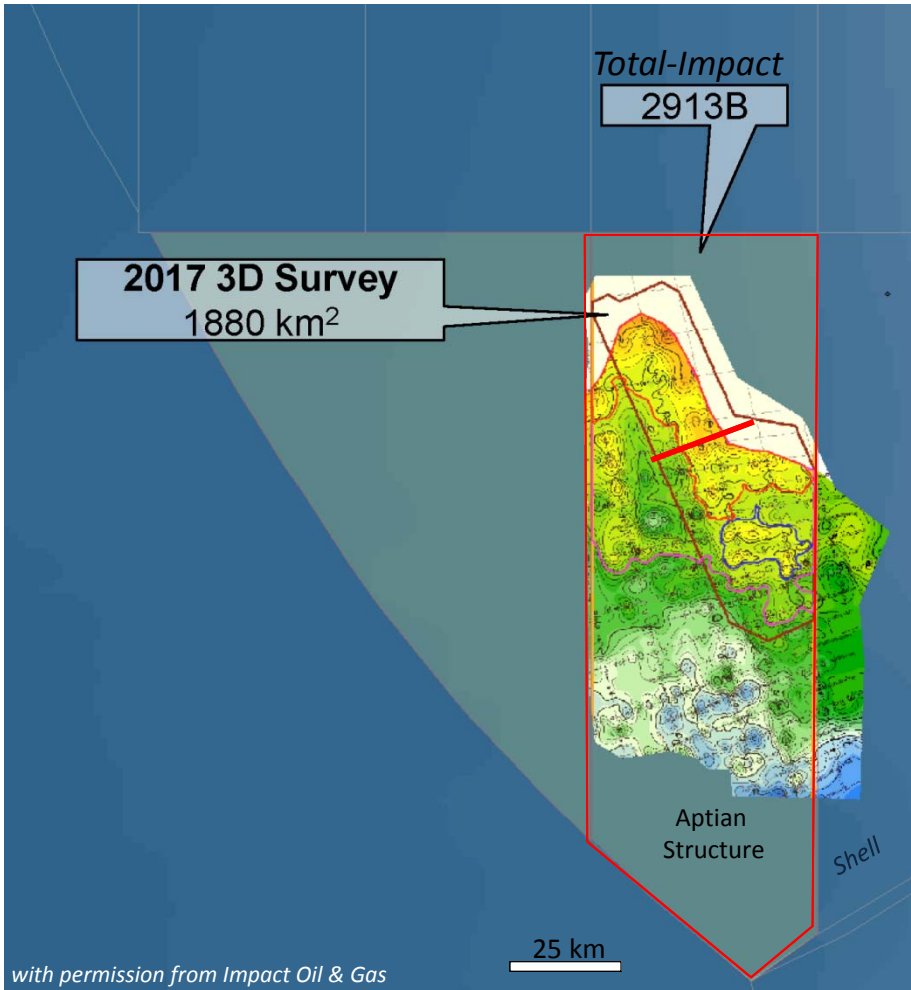 Total-Impact
2913B
2017 3D Survey
1880 km²
Aptian
Structure
Shell
25 km
with permission from Impact Oil & Gas